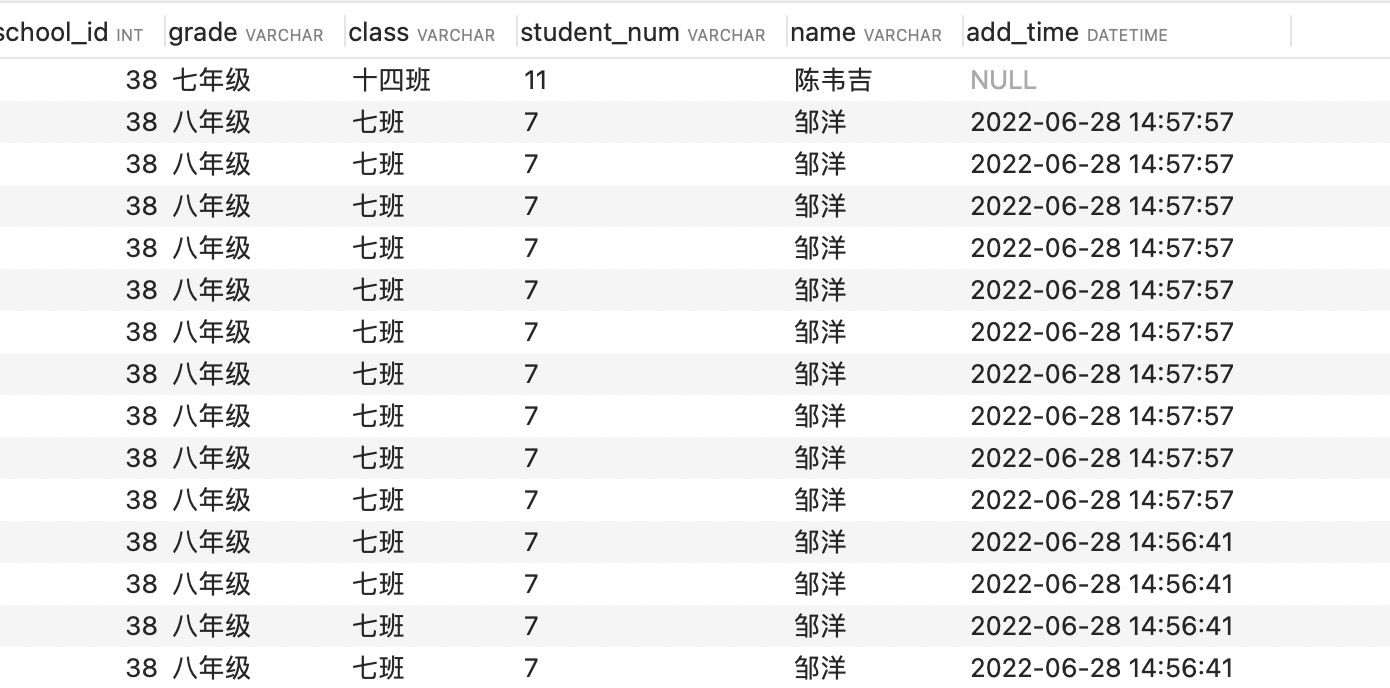 school_id INT grade VARCHAR class VARCHAR student_num VARCHAR name VARCHAR add_time DATETIME
38 七年级 十四班 11 陈韦吉 NULL
38 八年级 七班 7 邹洋 2022-06-28 14:57:57
38 八年级 七班 7 邹洋 2022-06-28 14:57:57
38 八年级 七班 7 邹洋 2022-06-28 14:57:57
38 八年级 七班 7 邹洋 2022-06-28 14:57:57
38 八年级 七班 7 邹洋 2022-06-28 14:57:57
38 八年级 七班 7 邹洋 2022-06-28 14:57:57
38 八年级 七班 7 邹洋 2022-06-28 14:57:57
38 八年级 七班 7 邹洋 2022-06-28 14:57:57
38 八年级 七班 7 邹洋 2022-06-28 14:57:57
38 八年级 七班 7 邹洋 2022-06-28 14:57:57
38 八年级 七班 7 邹洋 2022-06-28 14:56:41
38 八年级 七班 7 邹洋 2022-06-28 14:56:41
38 八年级 七班 7 邹洋 2022-06-28 14:56:41
38 八年级 七班 7 邹洋 2022-06-28 14:56:41